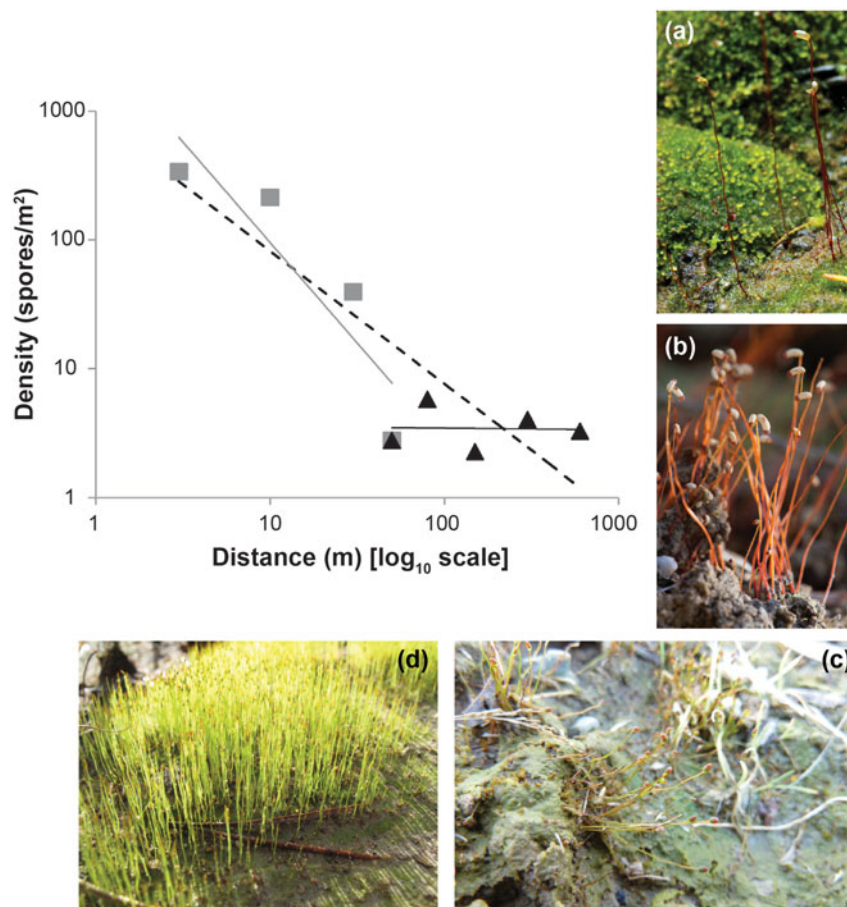 (a)
1000
100
10
1
Density (spores/m²)
1 10 100 1000
Distance (m) [log₁₀ scale]
(b)
(d)
(c)